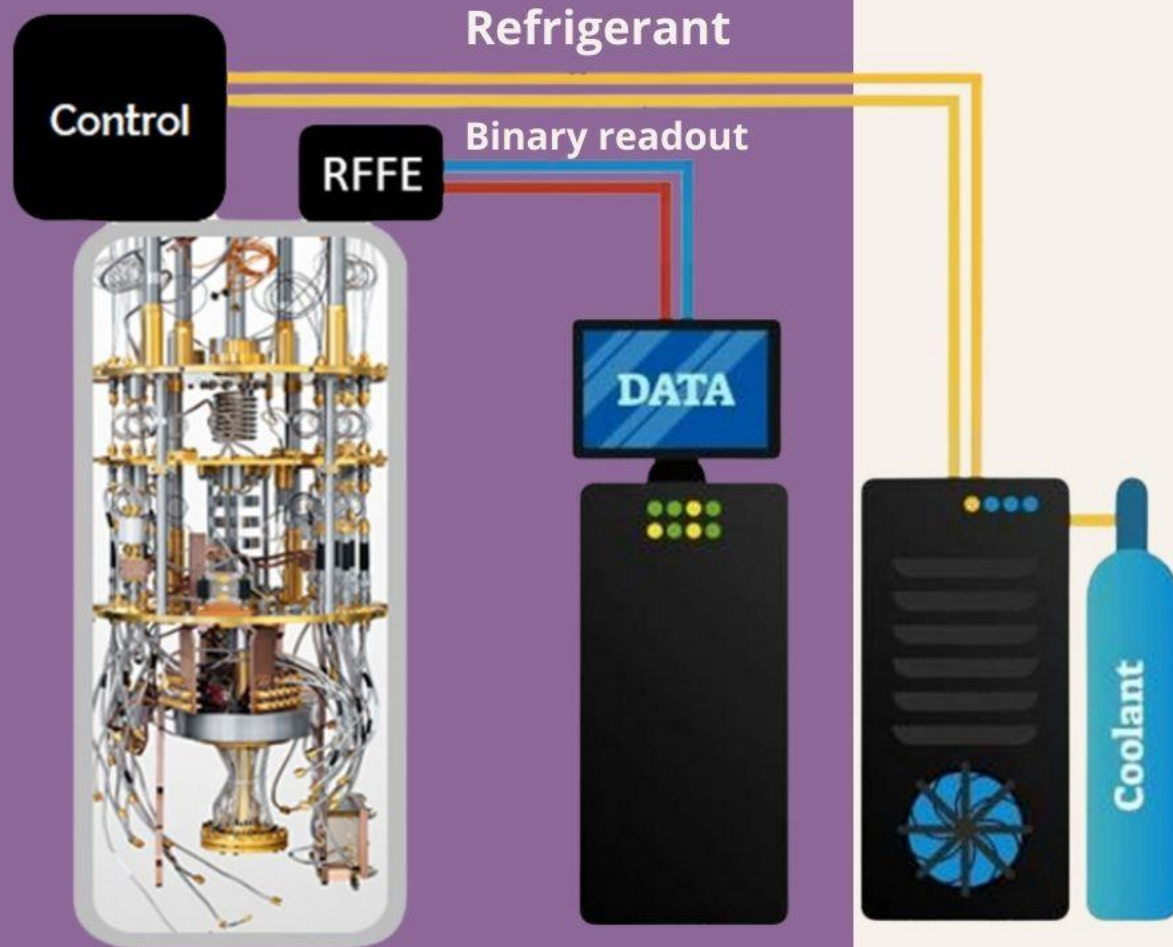 Refrigerant
Control
Binary readout
RFFE
DATA
Coolant